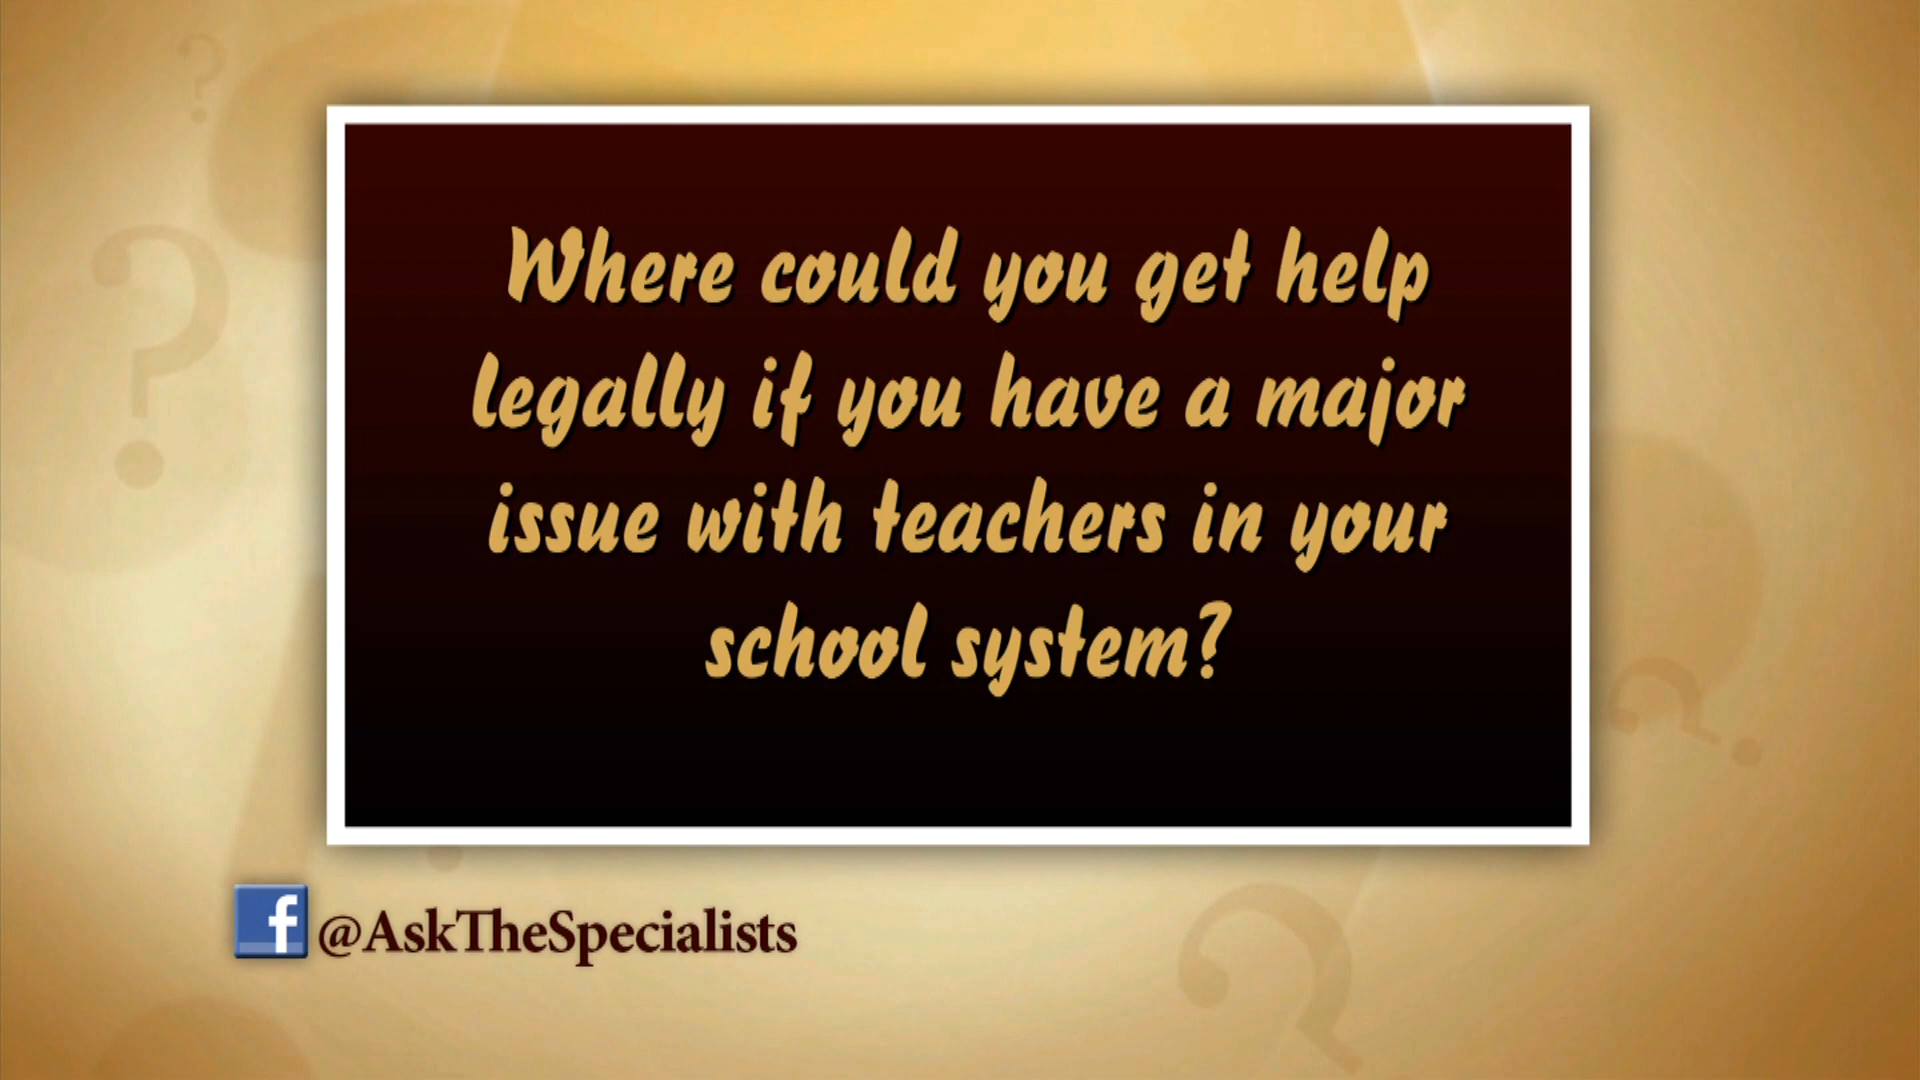 Where could you get help
legally if you have a major
issue with teachers in your
school system?
f @AskTheSpecialists